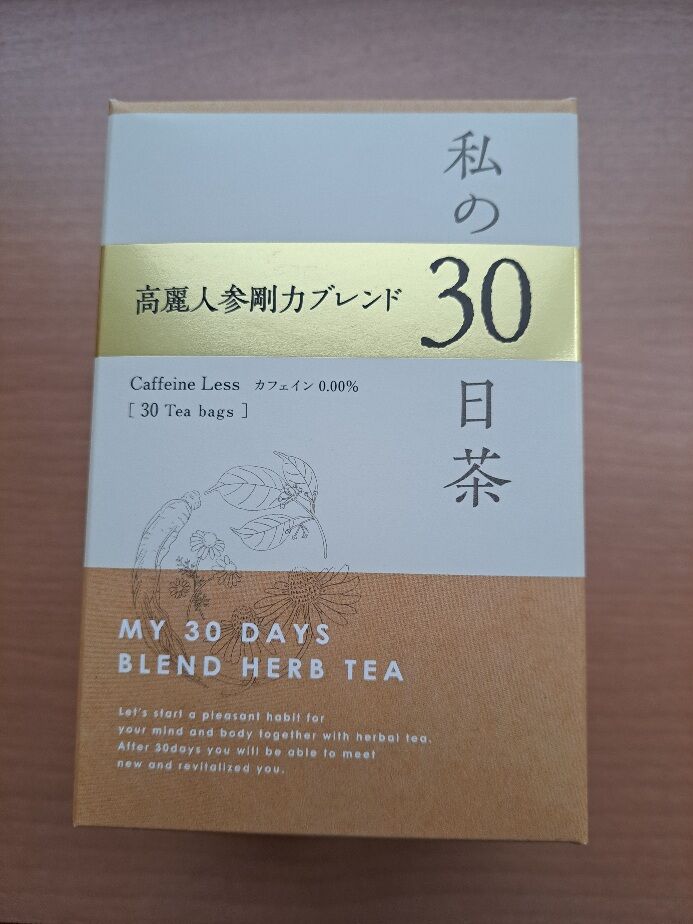 私の30日茶
高麗人参剛力ブレンド
Caffeine Less カフェイン 0.00%
[ 30 Tea bags ]
MY 30 DAYS
BLEND HERB TEA
Let's start a pleasant habit for
your mind and body together with herbal tea.
After 30days you will be able to meet
new and revitalized you.